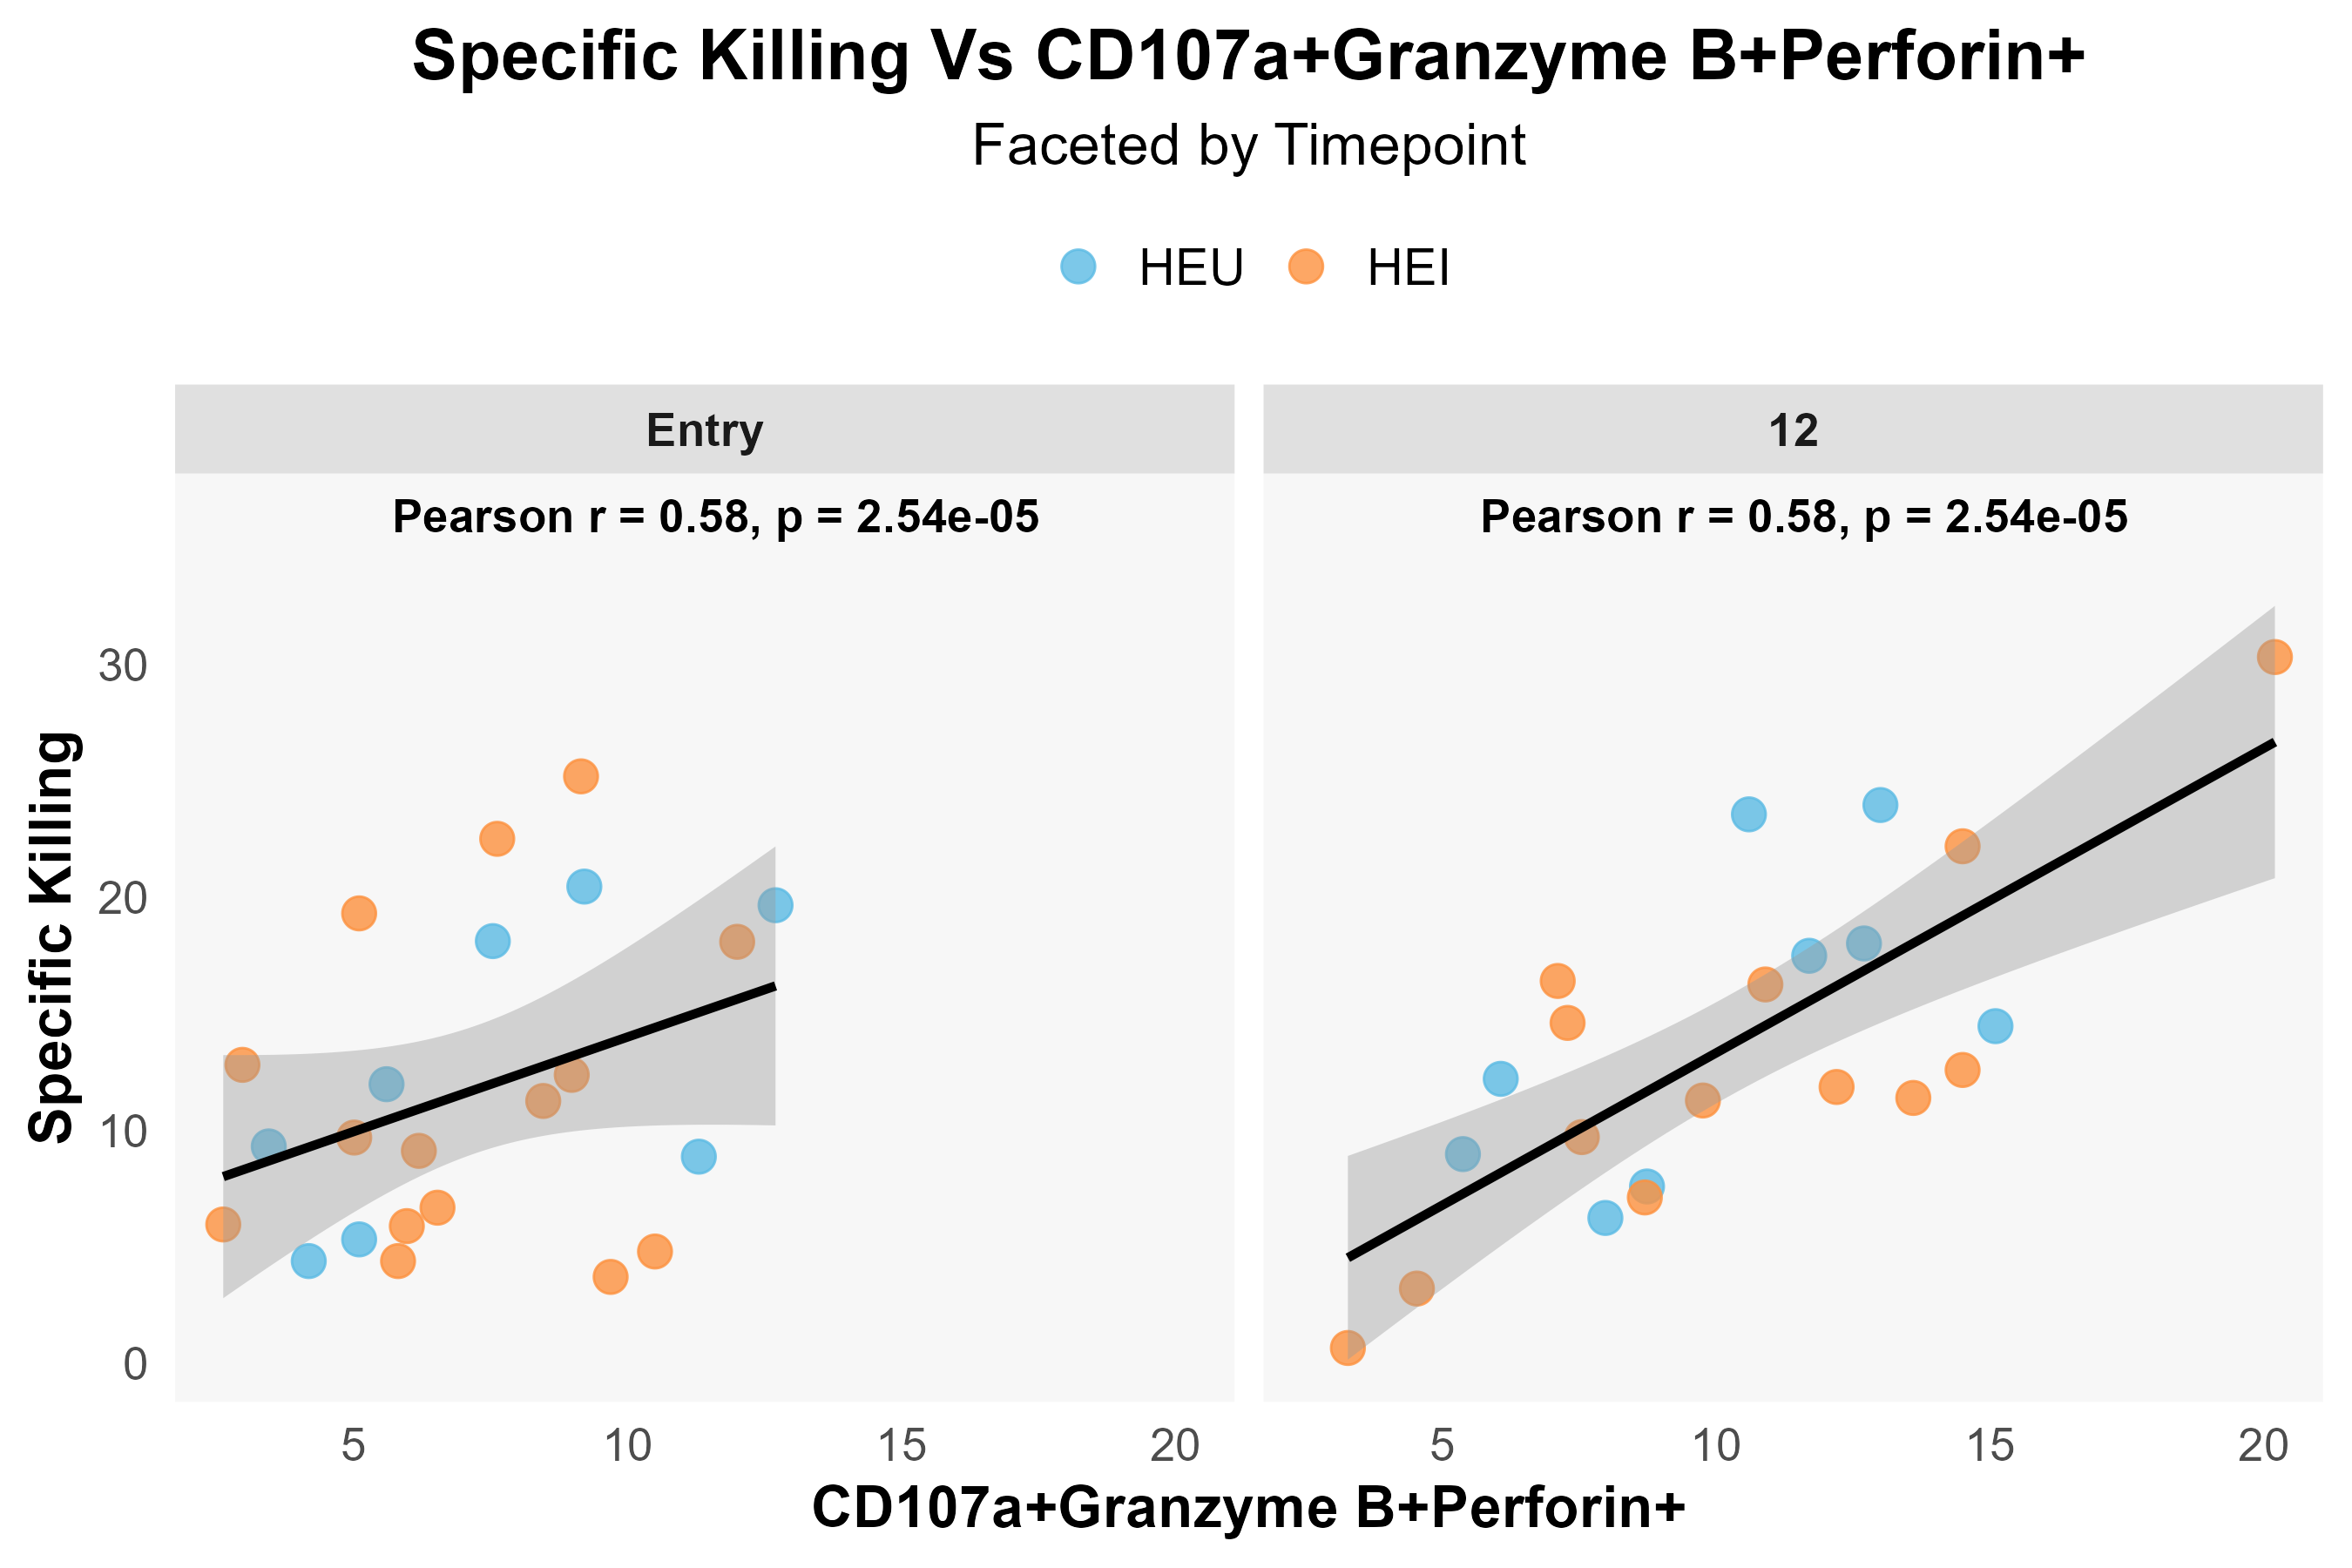 Specific Killing Vs CD107a+Granzyme B+Perforin+
Faceted by Timepoint
HEU HEI
Entry 12
Pearson r = 0.58, p = 2.54e-05 Pearson r = 0.58, p = 2.54e-05
Specific Killing
30
20
10
0
5 10 15 20 5 10 15 20
CD107a+Granzyme B+Perforin+